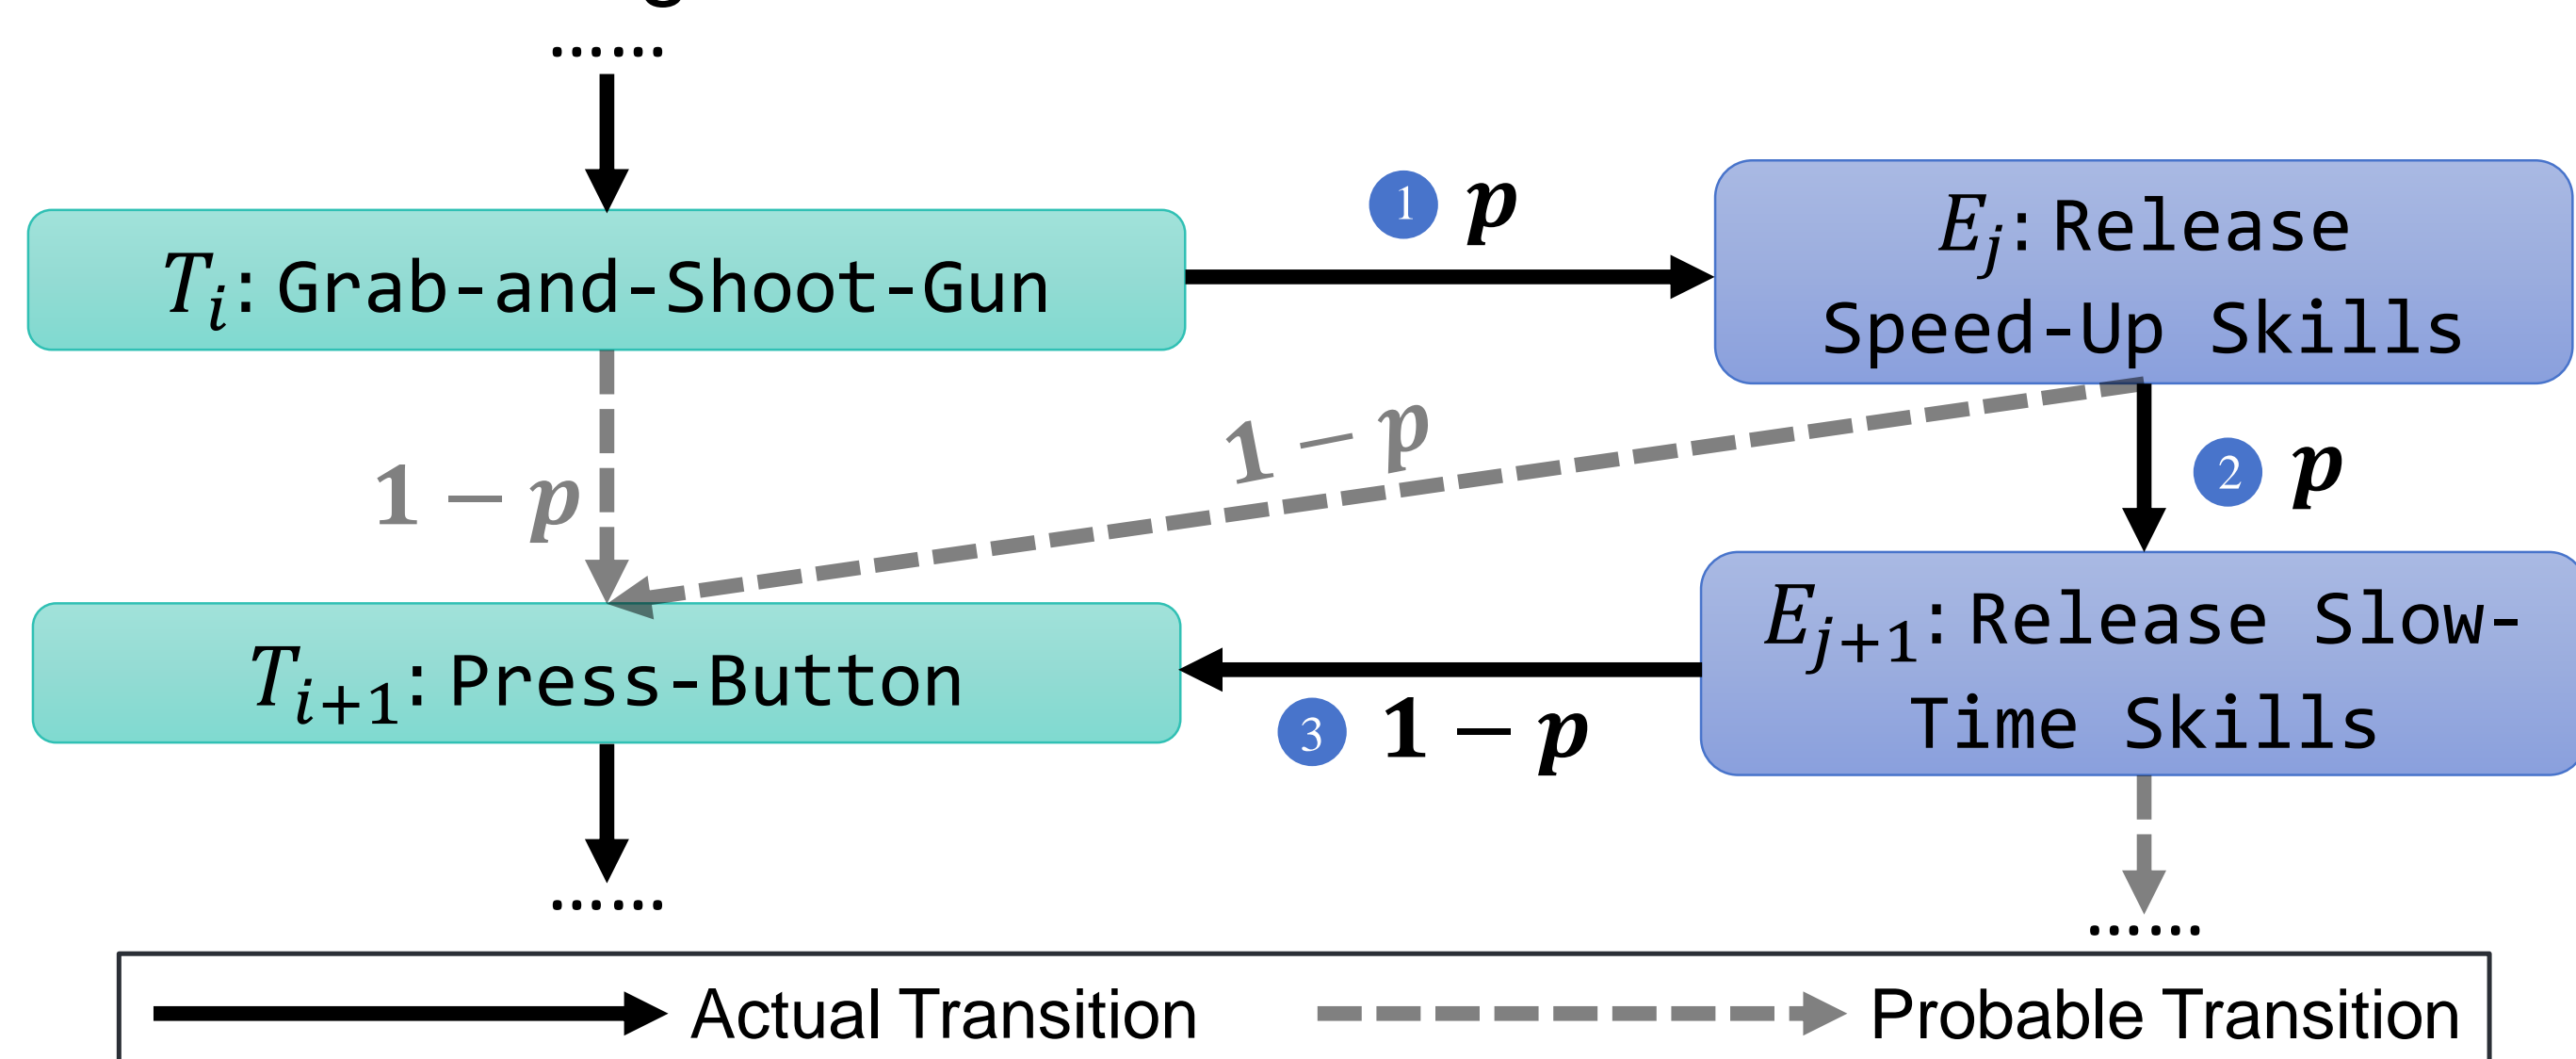 ……
T_i: Grab-and-Shoot-Gun
1 p
E_j: Release
Speed-Up Skills
1 − p
1 − p
2 p
T_{i+1}: Press-Button
3 1 − p
E_{j+1}: Release Slow-
Time Skills
……
……
Actual Transition
Probable Transition